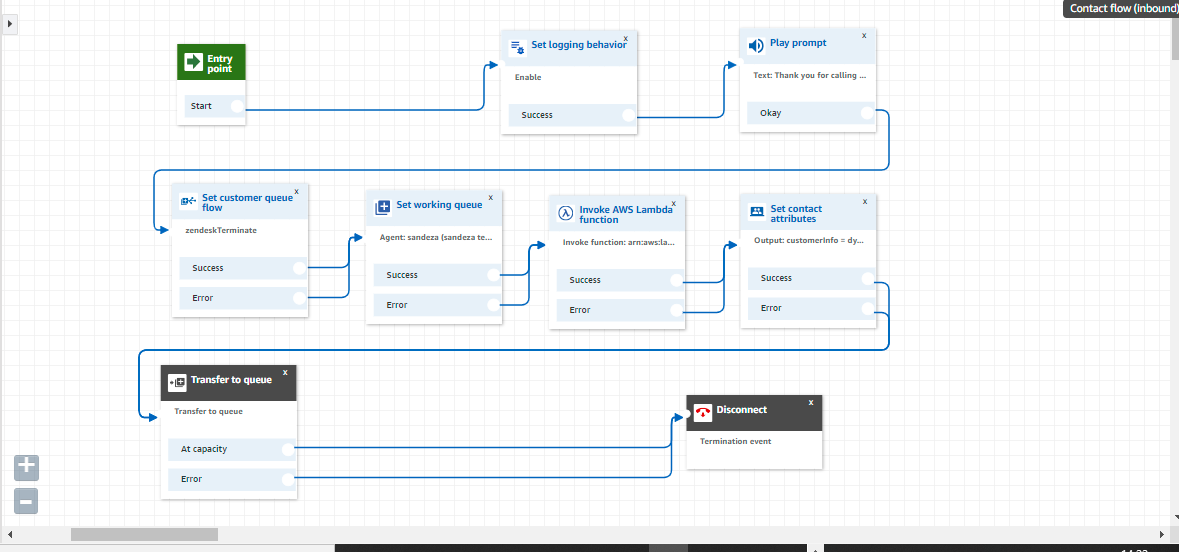 Contact flow (inbound)
Entry
point
Start
Set logging behavior
x
Enable
Success
Play prompt
x
Text: Thank you for calling ...
Okay
Set customer queue
flow
x
zendeskTerminate
Success
Error
Set working queue
x
Agent: sandeza (sandeza te...
Success
Error
Invoke AWS Lambda
function
x
Invoke function: arn:aws:la...
Success
Error
Set contact
attributes
x
Output: customerInfo = dy...
Success
Error
Transfer to queue
x
Transfer to queue
At capacity
Error
Disconnect
x
Termination event